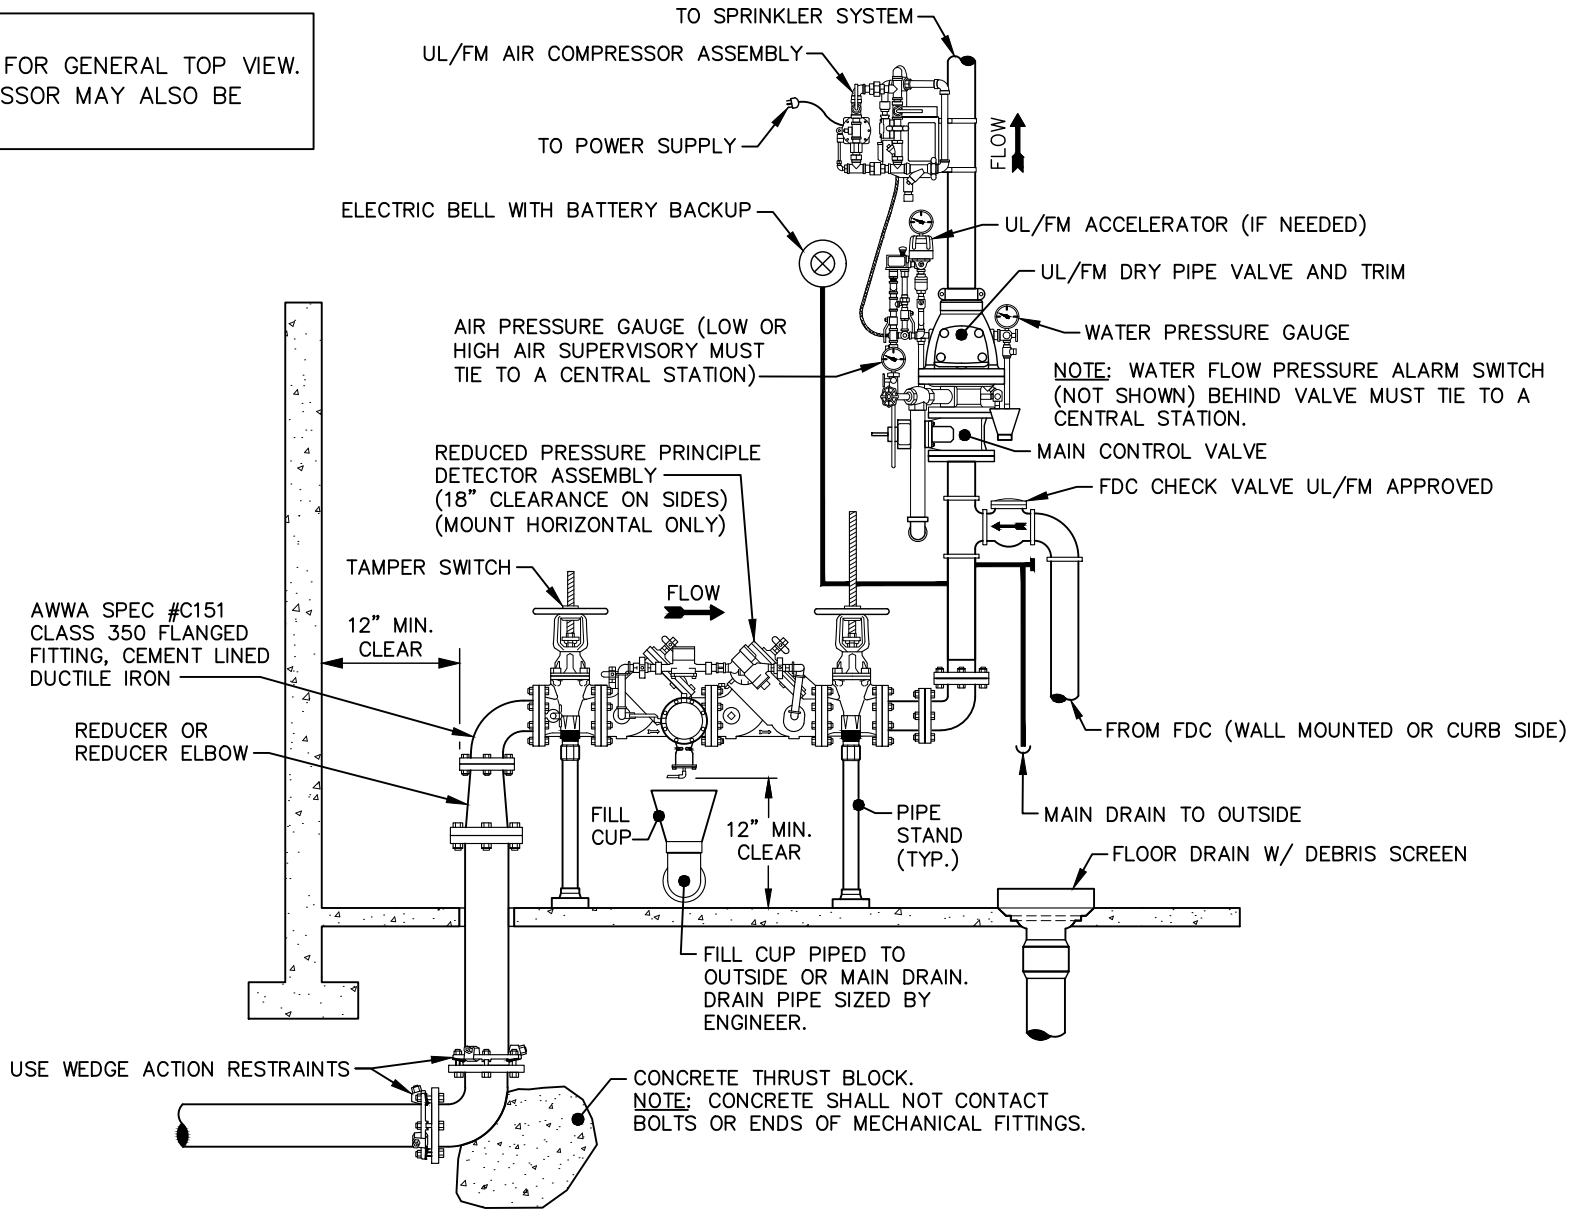 FOR GENERAL TOP VIEW.
SSOR MAY ALSO BE
TO SPRINKLER SYSTEM
UL/FM AIR COMPRESSOR ASSEMBLY
TO POWER SUPPLY
FLOW
ELECTRIC BELL WITH BATTERY BACKUP
UL/FM ACCELERATOR (IF NEEDED)
UL/FM DRY PIPE VALVE AND TRIM
AIR PRESSURE GAUGE (LOW OR
HIGH AIR SUPERVISORY MUST
TIE TO A CENTRAL STATION)
WATER PRESSURE GAUGE
NOTE: WATER FLOW PRESSURE ALARM SWITCH
(NOT SHOWN) BEHIND VALVE MUST TIE TO A
CENTRAL STATION.
MAIN CONTROL VALVE
REDUCED PRESSURE PRINCIPLE
DETECTOR ASSEMBLY
(18” CLEARANCE ON SIDES)
(MOUNT HORIZONTAL ONLY)
FDC CHECK VALVE UL/FM APPROVED
TAMPER SWITCH
FLOW
AWWA SPEC #C151
CLASS 350 FLANGED
FITTING, CEMENT LINED
DUCTILE IRON
12” MIN.
CLEAR
REDUCER OR
REDUCER ELBOW
FROM FDC (WALL MOUNTED OR CURB SIDE)
FILL
CUP
12” MIN.
CLEAR
PIPE
STAND
(TYP.)
MAIN DRAIN TO OUTSIDE
FLOOR DRAIN W/ DEBRIS SCREEN
FILL CUP PIPED TO
OUTSIDE OR MAIN DRAIN.
DRAIN PIPE SIZED BY
ENGINEER.
USE WEDGE ACTION RESTRAINTS
CONCRETE THRUST BLOCK.
NOTE: CONCRETE SHALL NOT CONTACT
BOLTS OR ENDS OF MECHANICAL FITTINGS.